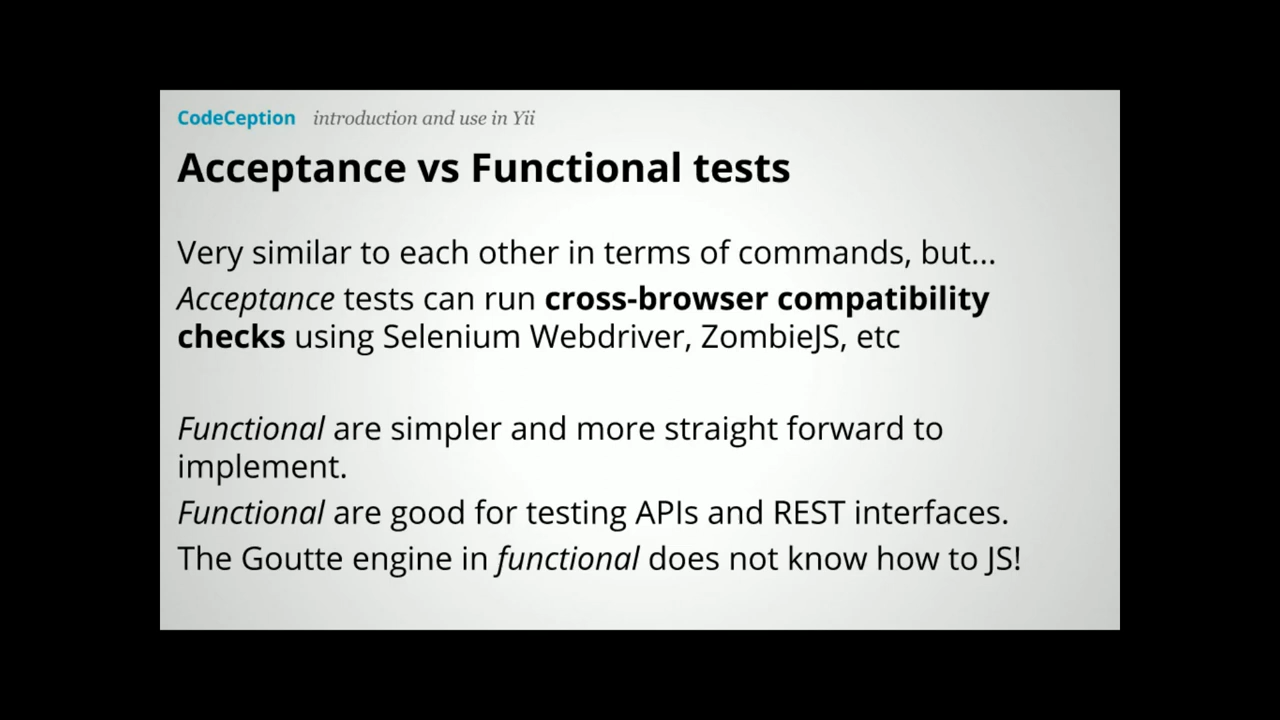 CodeCeption introduction and use in Yii
Acceptance vs Functional tests
Very similar to each other in terms of commands, but...
Acceptance tests can run cross-browser compatibility
checks using Selenium Webdriver, ZombieJS, etc
Functional are simpler and more straight forward to
implement.
Functional are good for testing APIs and REST interfaces.
The Goutte engine in functional does not know how to JS!